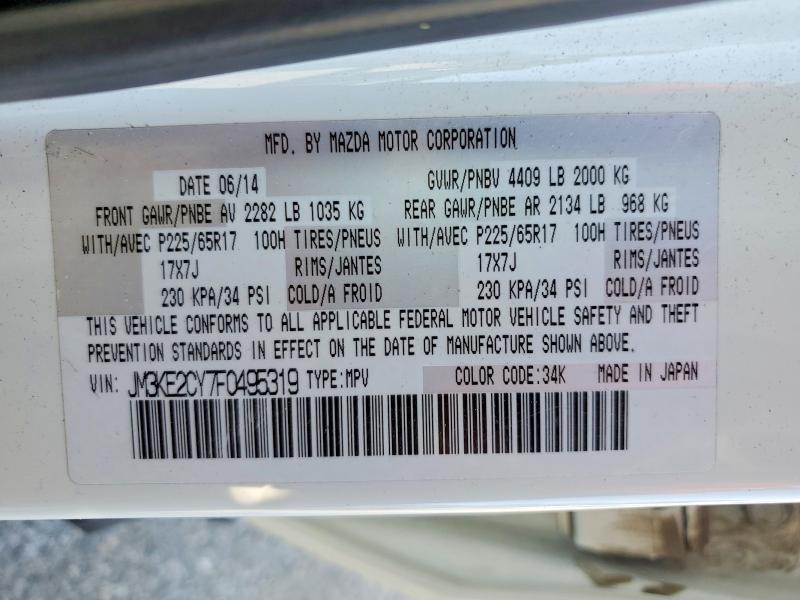 MFD. BY MAZDA MOTOR CORPORATION
DATE 06/14 GVWR/PNBV 4409 LB 2000 KG
FRONT GAWR/PNBE AV 2282 LB 1035 KG REAR GAWR/PNBE AR 2134 LB 968 KG
WITH/AVEC P225/65R17 100H TIRES/PNEUS WITH/AVEC P225/65R17 100H TIRES/PNEUS
17X7J RIMS/JANTES 17X7J RIMS/JANTES
230 KPA/34 PSI COLD/A FROID 230 KPA/34 PSI COLD/A FROID
THIS VEHICLE CONFORMS TO ALL APPLICABLE FEDERAL MOTOR VEHICLE SAFETY AND THEFT
PREVENTION STANDARDS IN EFFECT ON THE DATE OF MANUFACTURE SHOWN ABOVE.
VIN: JM3KE2CY7F0495319 TYPE:MPV COLOR CODE:34K MADE IN JAPAN